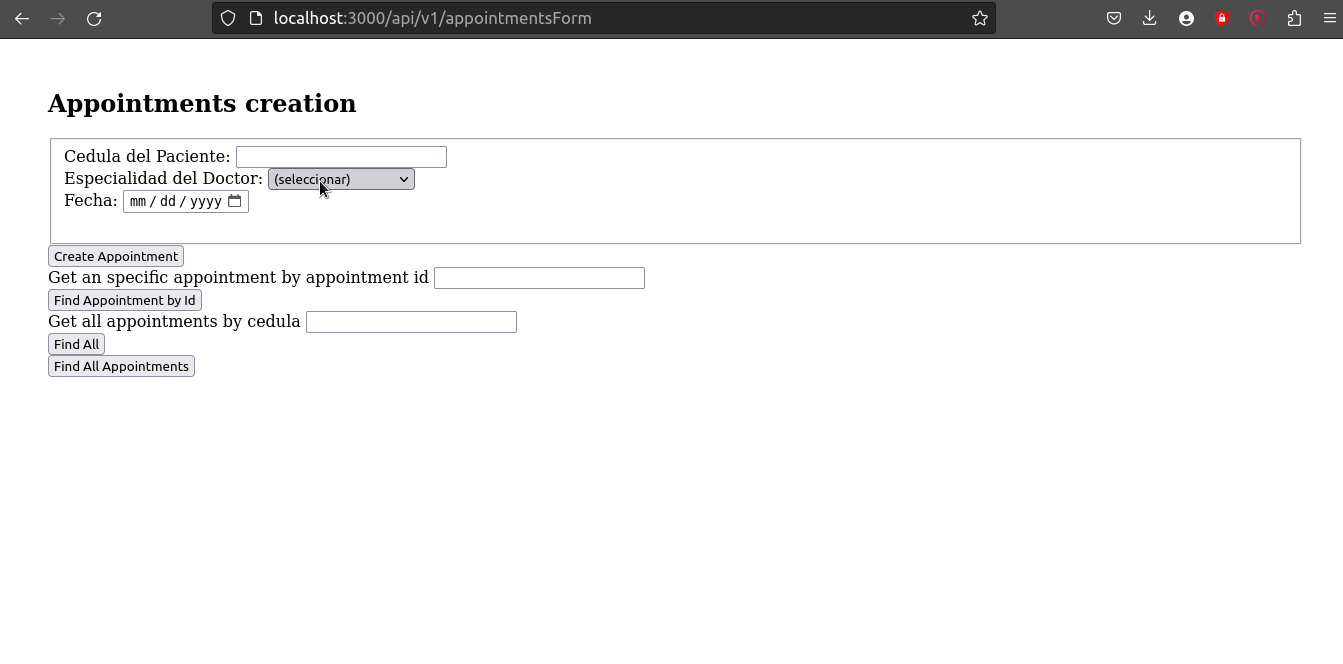 localhost:3000/api/v1/appointmentsForm
Appointments creation
Cedula del Paciente:
Especialidad del Doctor: (seleccionar)
Fecha: mm / dd / yyyy
Create Appointment
Get an specific appointment by appointment id
Find Appointment by Id
Get all appointments by cedula
Find All
Find All Appointments